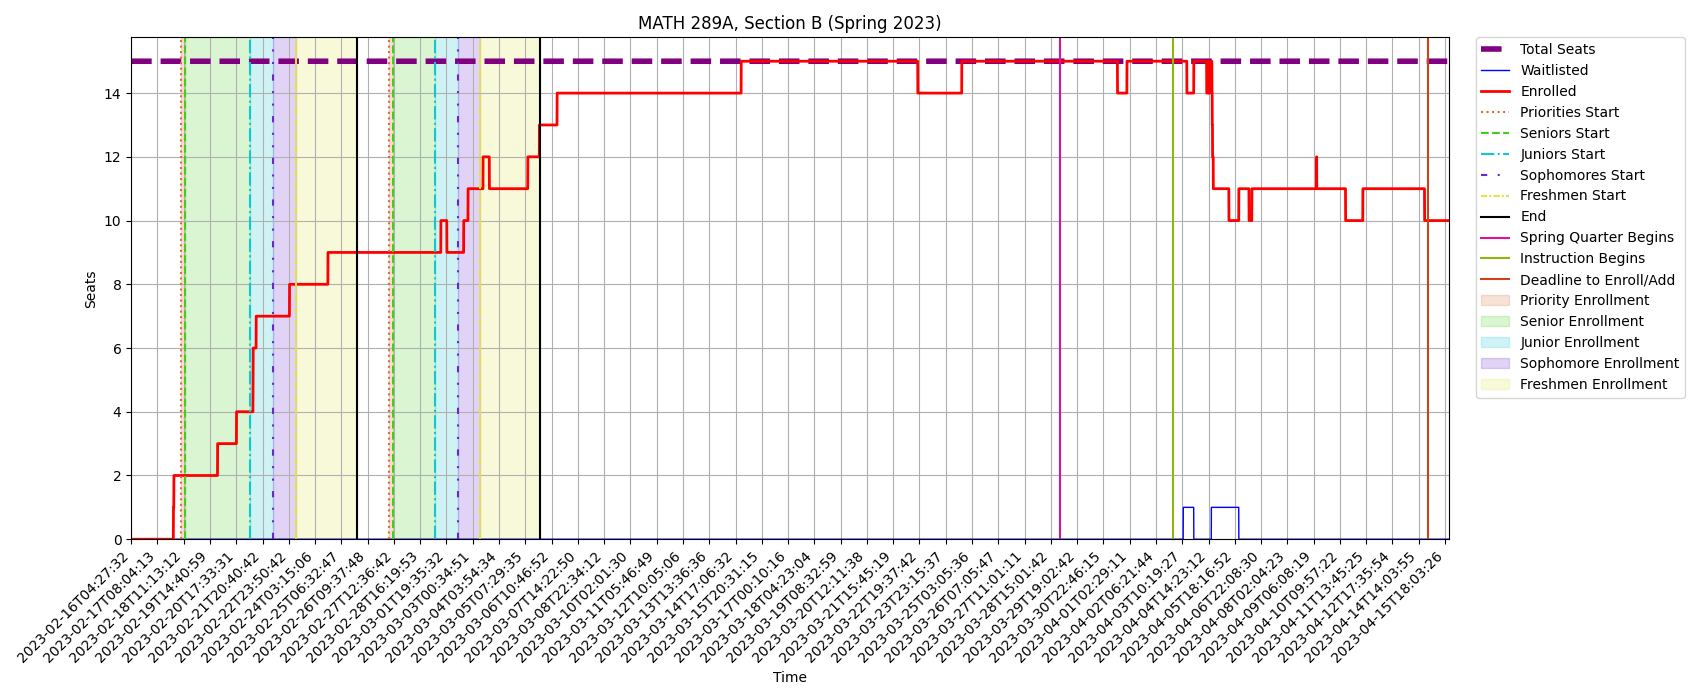 MATH 289A, Section B (Spring 2023)
Seats
14
12
10
8
6
4
2
0
2023-02-16T04:27:32
2023-02-17T08:04:13
2023-02-18T11:13:12
2023-02-19T14:40:59
2023-02-20T17:33:31
2023-02-21T20:40:42
2023-02-22T23:50:42
2023-02-24T03:15:06
2023-02-25T06:32:47
2023-02-26T09:37:48
2023-02-27T12:36:42
2023-02-28T16:19:53
2023-03-01T19:35:32
2023-03-03T00:34:51
2023-03-04T03:54:34
2023-03-05T07:29:35
2023-03-06T10:46:52
2023-03-07T14:22:50
2023-03-08T22:34:12
2023-03-10T02:01:30
2023-03-11T05:46:49
2023-03-12T10:05:06
2023-03-13T13:36:36
2023-03-14T17:06:32
2023-03-15T20:31:15
2023-03-17T00:10:16
2023-03-18T04:23:04
2023-03-19T08:32:59
2023-03-20T12:11:38
2023-03-21T15:45:19
2023-03-22T19:37:42
2023-03-23T23:15:37
2023-03-25T03:05:36
2023-03-26T07:05:47
2023-03-27T11:01:11
2023-03-28T15:01:42
2023-03-29T19:02:42
2023-03-30T22:46:15
2023-04-01T02:29:11
2023-04-02T06:21:44
2023-04-03T10:19:27
2023-04-04T14:23:12
2023-04-05T18:16:52
2023-04-06T22:08:30
2023-04-08T02:04:23
2023-04-09T06:08:19
2023-04-10T09:57:22
2023-04-11T13:45:25
2023-04-12T17:35:54
2023-04-14T14:03:55
2023-04-15T18:03:26
Time
Total Seats
Waitlisted
Enrolled
Priorities Start
Seniors Start
Juniors Start
Sophomores Start
Freshmen Start
End
Spring Quarter Begins
Instruction Begins
Deadline to Enroll/Add
Priority Enrollment
Senior Enrollment
Junior Enrollment
Sophomore Enrollment
Freshmen Enrollment